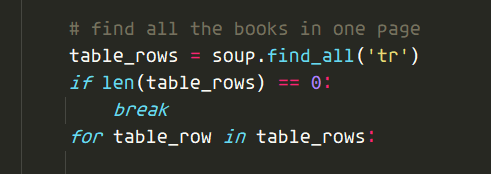 # find all the books in one page
table_rows = soup.find_all('tr')
if len(table_rows) == 0:
break
for table_row in table_rows: